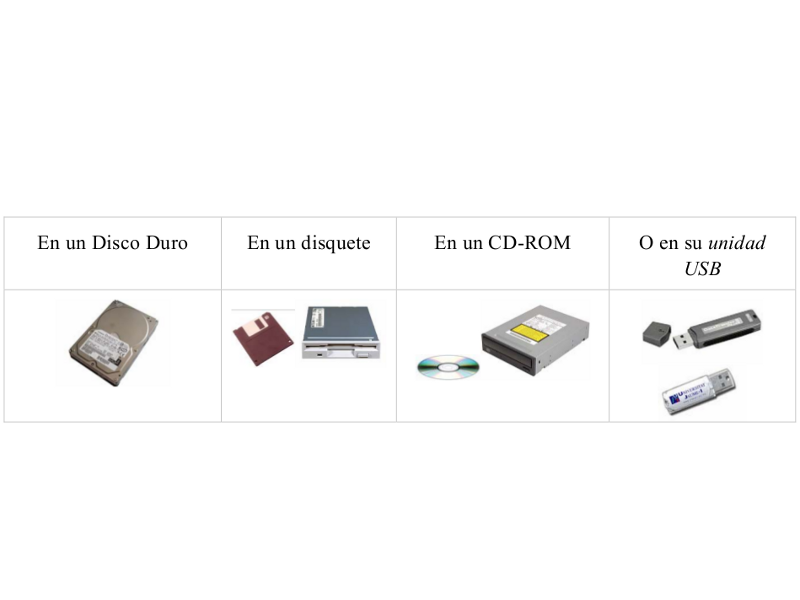 En un Disco Duro
En un disquete
En un CD-ROM
O en su unidad
USB